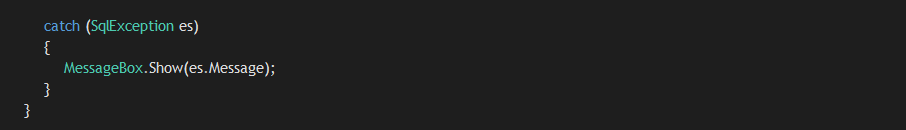 catch (SqlException es)
{
MessageBox.Show(es.Message);
}
}